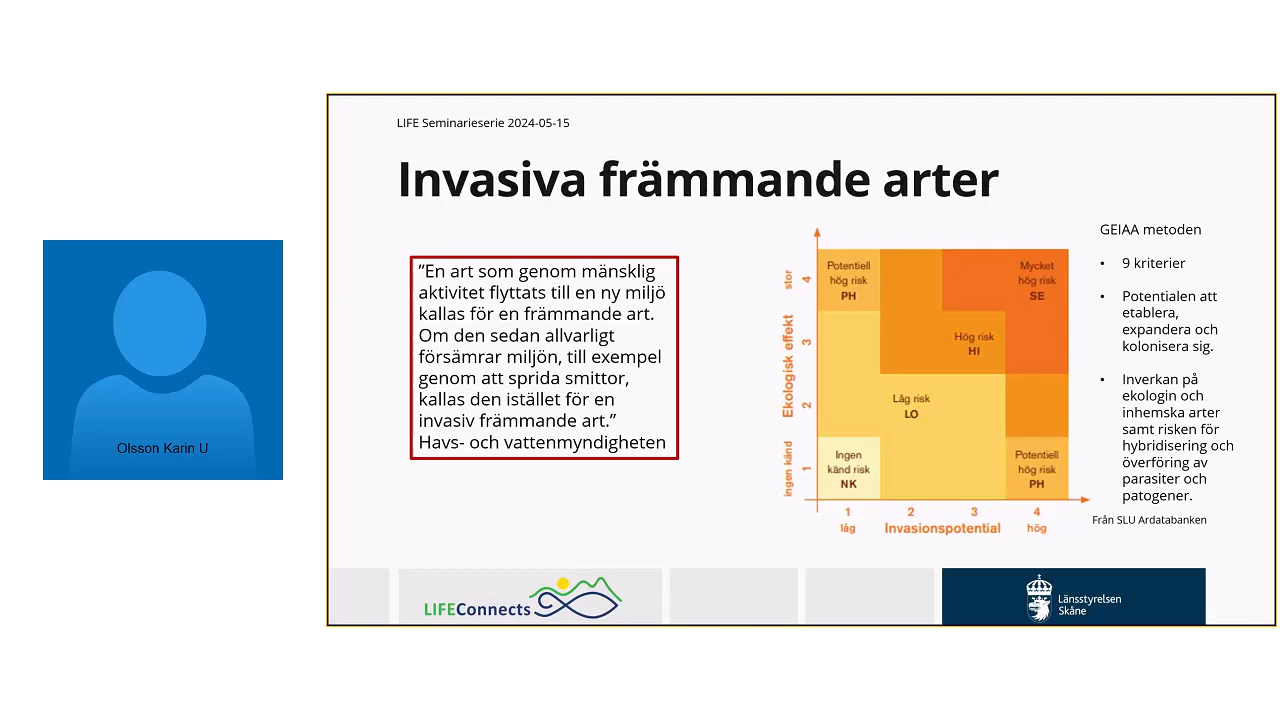 LIFE Seminarieserie 2024-05-15
Invasiva främmande arter
Olsson Karin U
”En art som genom mänsklig
aktivitet flyttats till en ny miljö
kallas för en främmande art.
Om den sedan allvarligt
försämrar miljön, till exempel
genom att sprida smittor,
kallas den istället för en
invasiv främmande art.”
Havs- och vattenmyndigheten
Ekologisk effekt
stor
ingen känd
4
3
2
1
Potentiell
hög risk
PH
Mycket
hög risk
SE
Hög risk
HI
Låg risk
LO
Ingen
känd risk
NK
Potentiell
hög risk
PH
1
2
3
4
låg
Invasionspotential
hög
GEIAA metoden
• 9 kriterier
• Potentialen att
etablera,
expandera och
kolonisera sig.
• Inverkan på
ekologin och
inhemska arter
samt risken för
hybridisering och
överföring av
parasiter och
patogener.
Från SLU Ardatabanken
LIFEConnects
Länsstyrelsen
Skåne